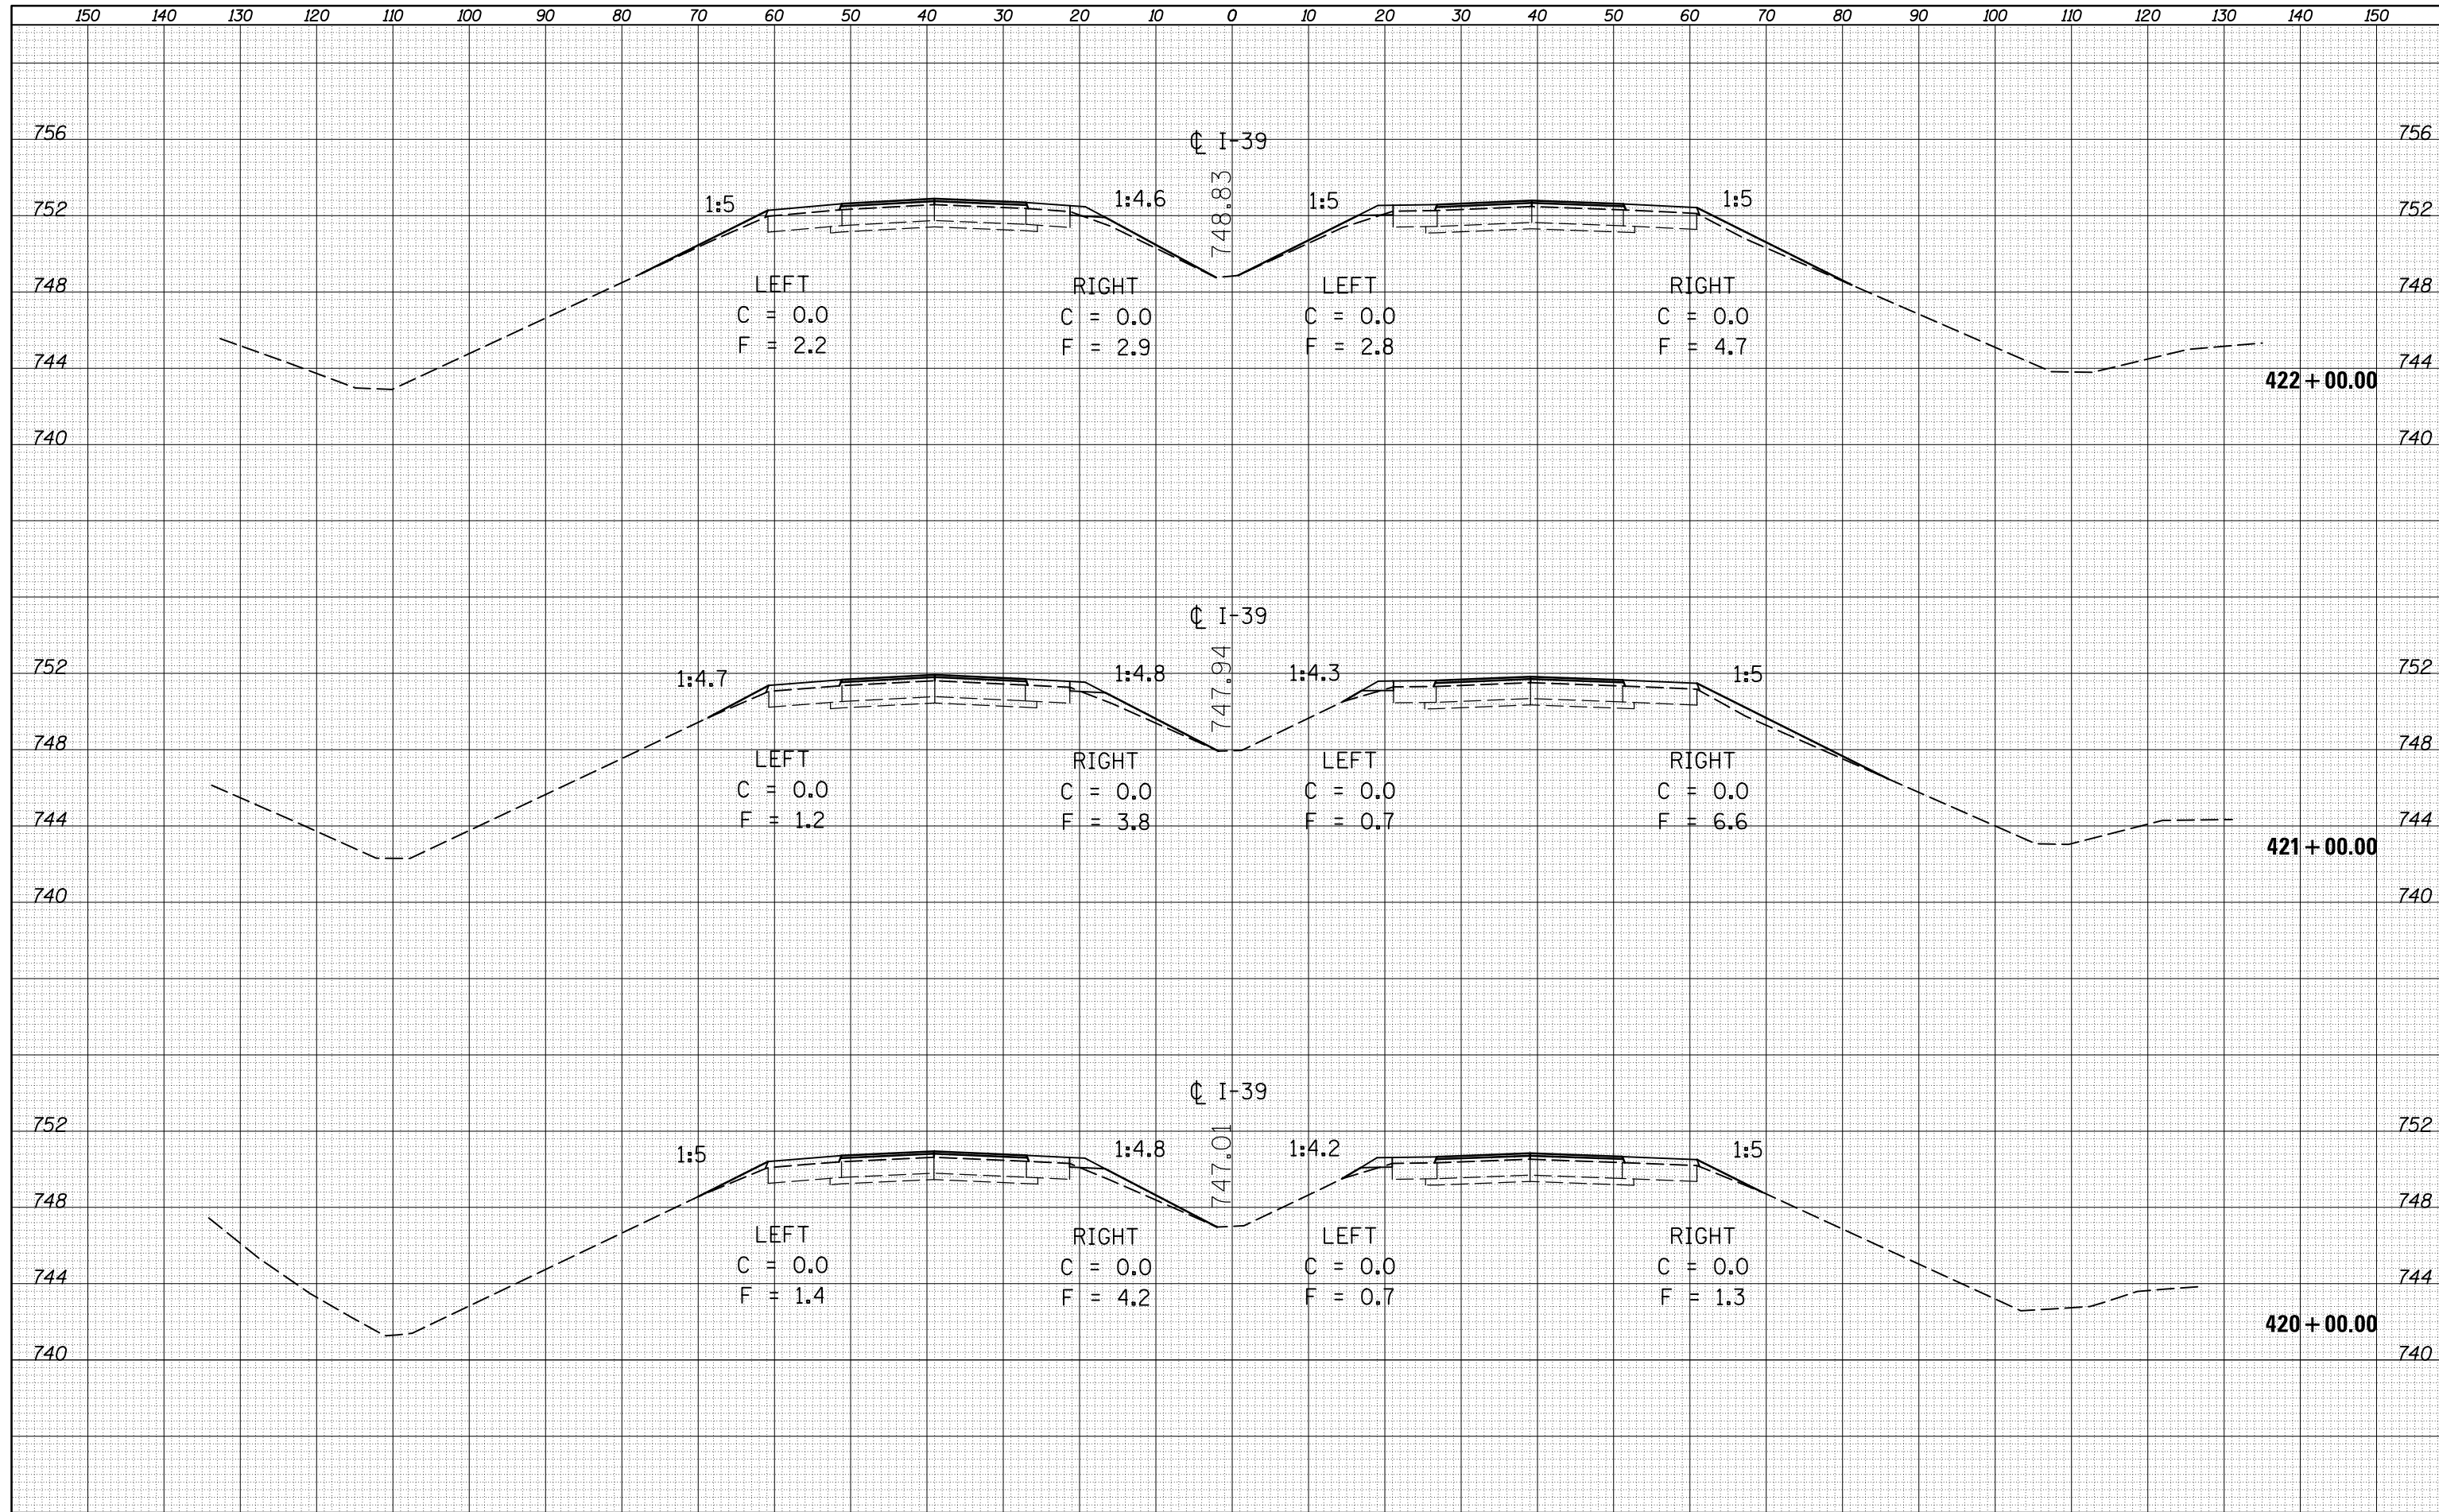 150 140 130 120 110 100 90 80 70 60 50 40 30 20 10 0 10 20 30 40 50 60 70 80 90 100 110 120 130 140 150
756 ℄ I-39 756
1:5 1:4.6 748.83 1:5 1:5
752 752
LEFT RIGHT LEFT RIGHT
748 748
C = 0.0 C = 0.0 C = 0.0 C = 0.0
F = 2.2 F = 2.9 F = 2.8 F = 4.7
744 744
422+00.00
740 740
℄ I-39
752 752
1:4.7 1:4.8 747.94 1:4.3 1:5
748 748
LEFT RIGHT LEFT RIGHT
C = 0.0 C = 0.0 C = 0.0 C = 0.0
F = 1.2 F = 3.8 F = 0.7 F = 6.6
744 744
421+00.00
740 740
℄ I-39
752 752
1:5 1:4.8 747.01 1:4.2 1:5
748 748
LEFT RIGHT LEFT RIGHT
C = 0.0 C = 0.0 C = 0.0 C = 0.0
744 744
F = 1.4 F = 4.2 F = 0.7 F = 1.3
420+00.00
740 740